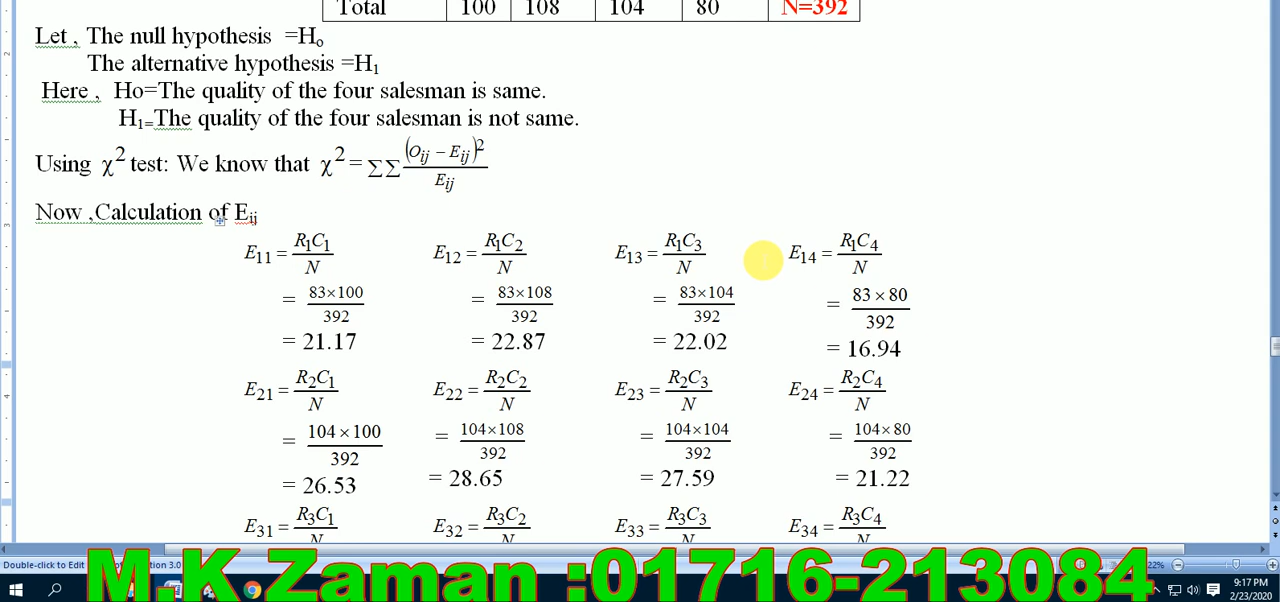 Total 100 108 104 80 N=392
Let , The null hypothesis =Ho
The alternative hypothesis =H1
Here , Ho=The quality of the four salesman is same.
H1=The quality of the four salesman is not same.
Using χ2 test: We know that χ2 = ΣΣ (Oij − Eij)2 / Eij
Now ,Calculation of Eij
E11 = R1C1 / N E12 = R1C2 / N E13 = R1C3 / N E14 = R1C4 / N
= 83×100 / 392 = 83×108 / 392 = 83×104 / 392 = 83×80 / 392
= 21.17 = 22.87 = 22.02 = 16.94
E21 = R2C1 / N E22 = R2C2 / N E23 = R2C3 / N E24 = R2C4 / N
= 104×100 / 392 = 104×108 / 392 = 104×104 / 392 = 104×80 / 392
= 26.53 = 28.65 = 27.59 = 21.22
E31 = R3C1 / N E32 = R3C2 / N E33 = R3C3 / N E34 = R3C4 / N
Double-click to Edit
M.K Zaman :01716-213084
9:17 PM
2/23/2020